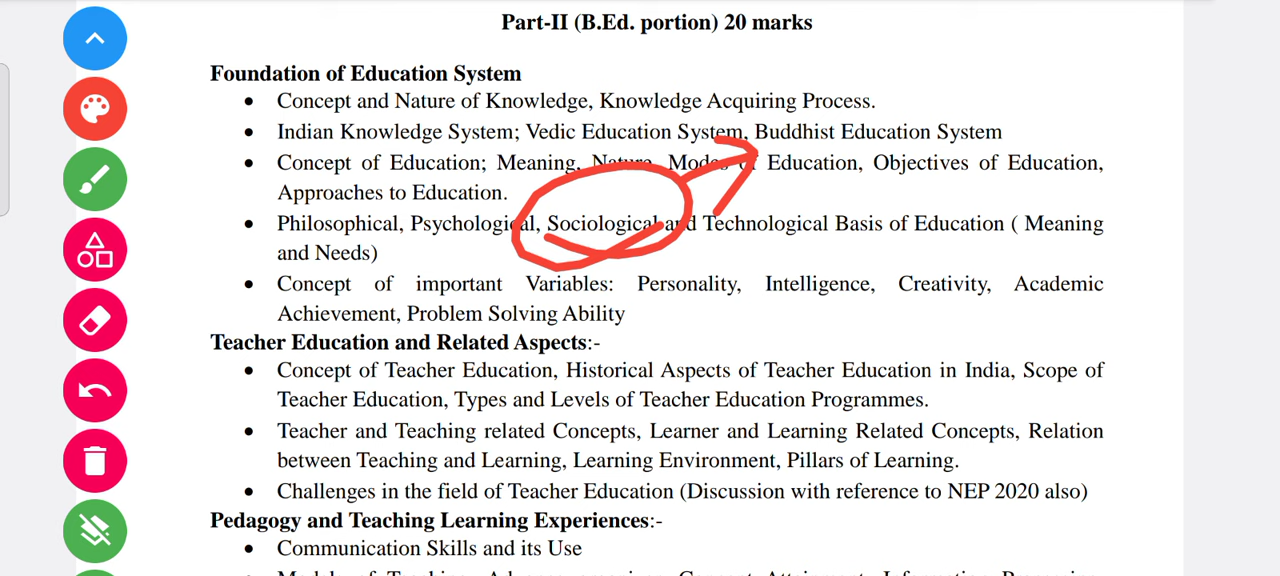 Part-II (B.Ed. portion) 20 marks
Foundation of Education System
• Concept and Nature of Knowledge, Knowledge Acquiring Process.
• Indian Knowledge System; Vedic Education System, Buddhist Education System
• Concept of Education; Meaning, Nature, Modes of Education, Objectives of Education,
Approaches to Education.
• Philosophical, Psychological, Sociological and Technological Basis of Education ( Meaning
and Needs)
• Concept of important Variables: Personality, Intelligence, Creativity, Academic
Achievement, Problem Solving Ability
Teacher Education and Related Aspects:-
• Concept of Teacher Education, Historical Aspects of Teacher Education in India, Scope of
Teacher Education, Types and Levels of Teacher Education Programmes.
• Teacher and Teaching related Concepts, Learner and Learning Related Concepts, Relation
between Teaching and Learning, Learning Environment, Pillars of Learning.
• Challenges in the field of Teacher Education (Discussion with reference to NEP 2020 also)
Pedagogy and Teaching Learning Experiences:-
• Communication Skills and its Use